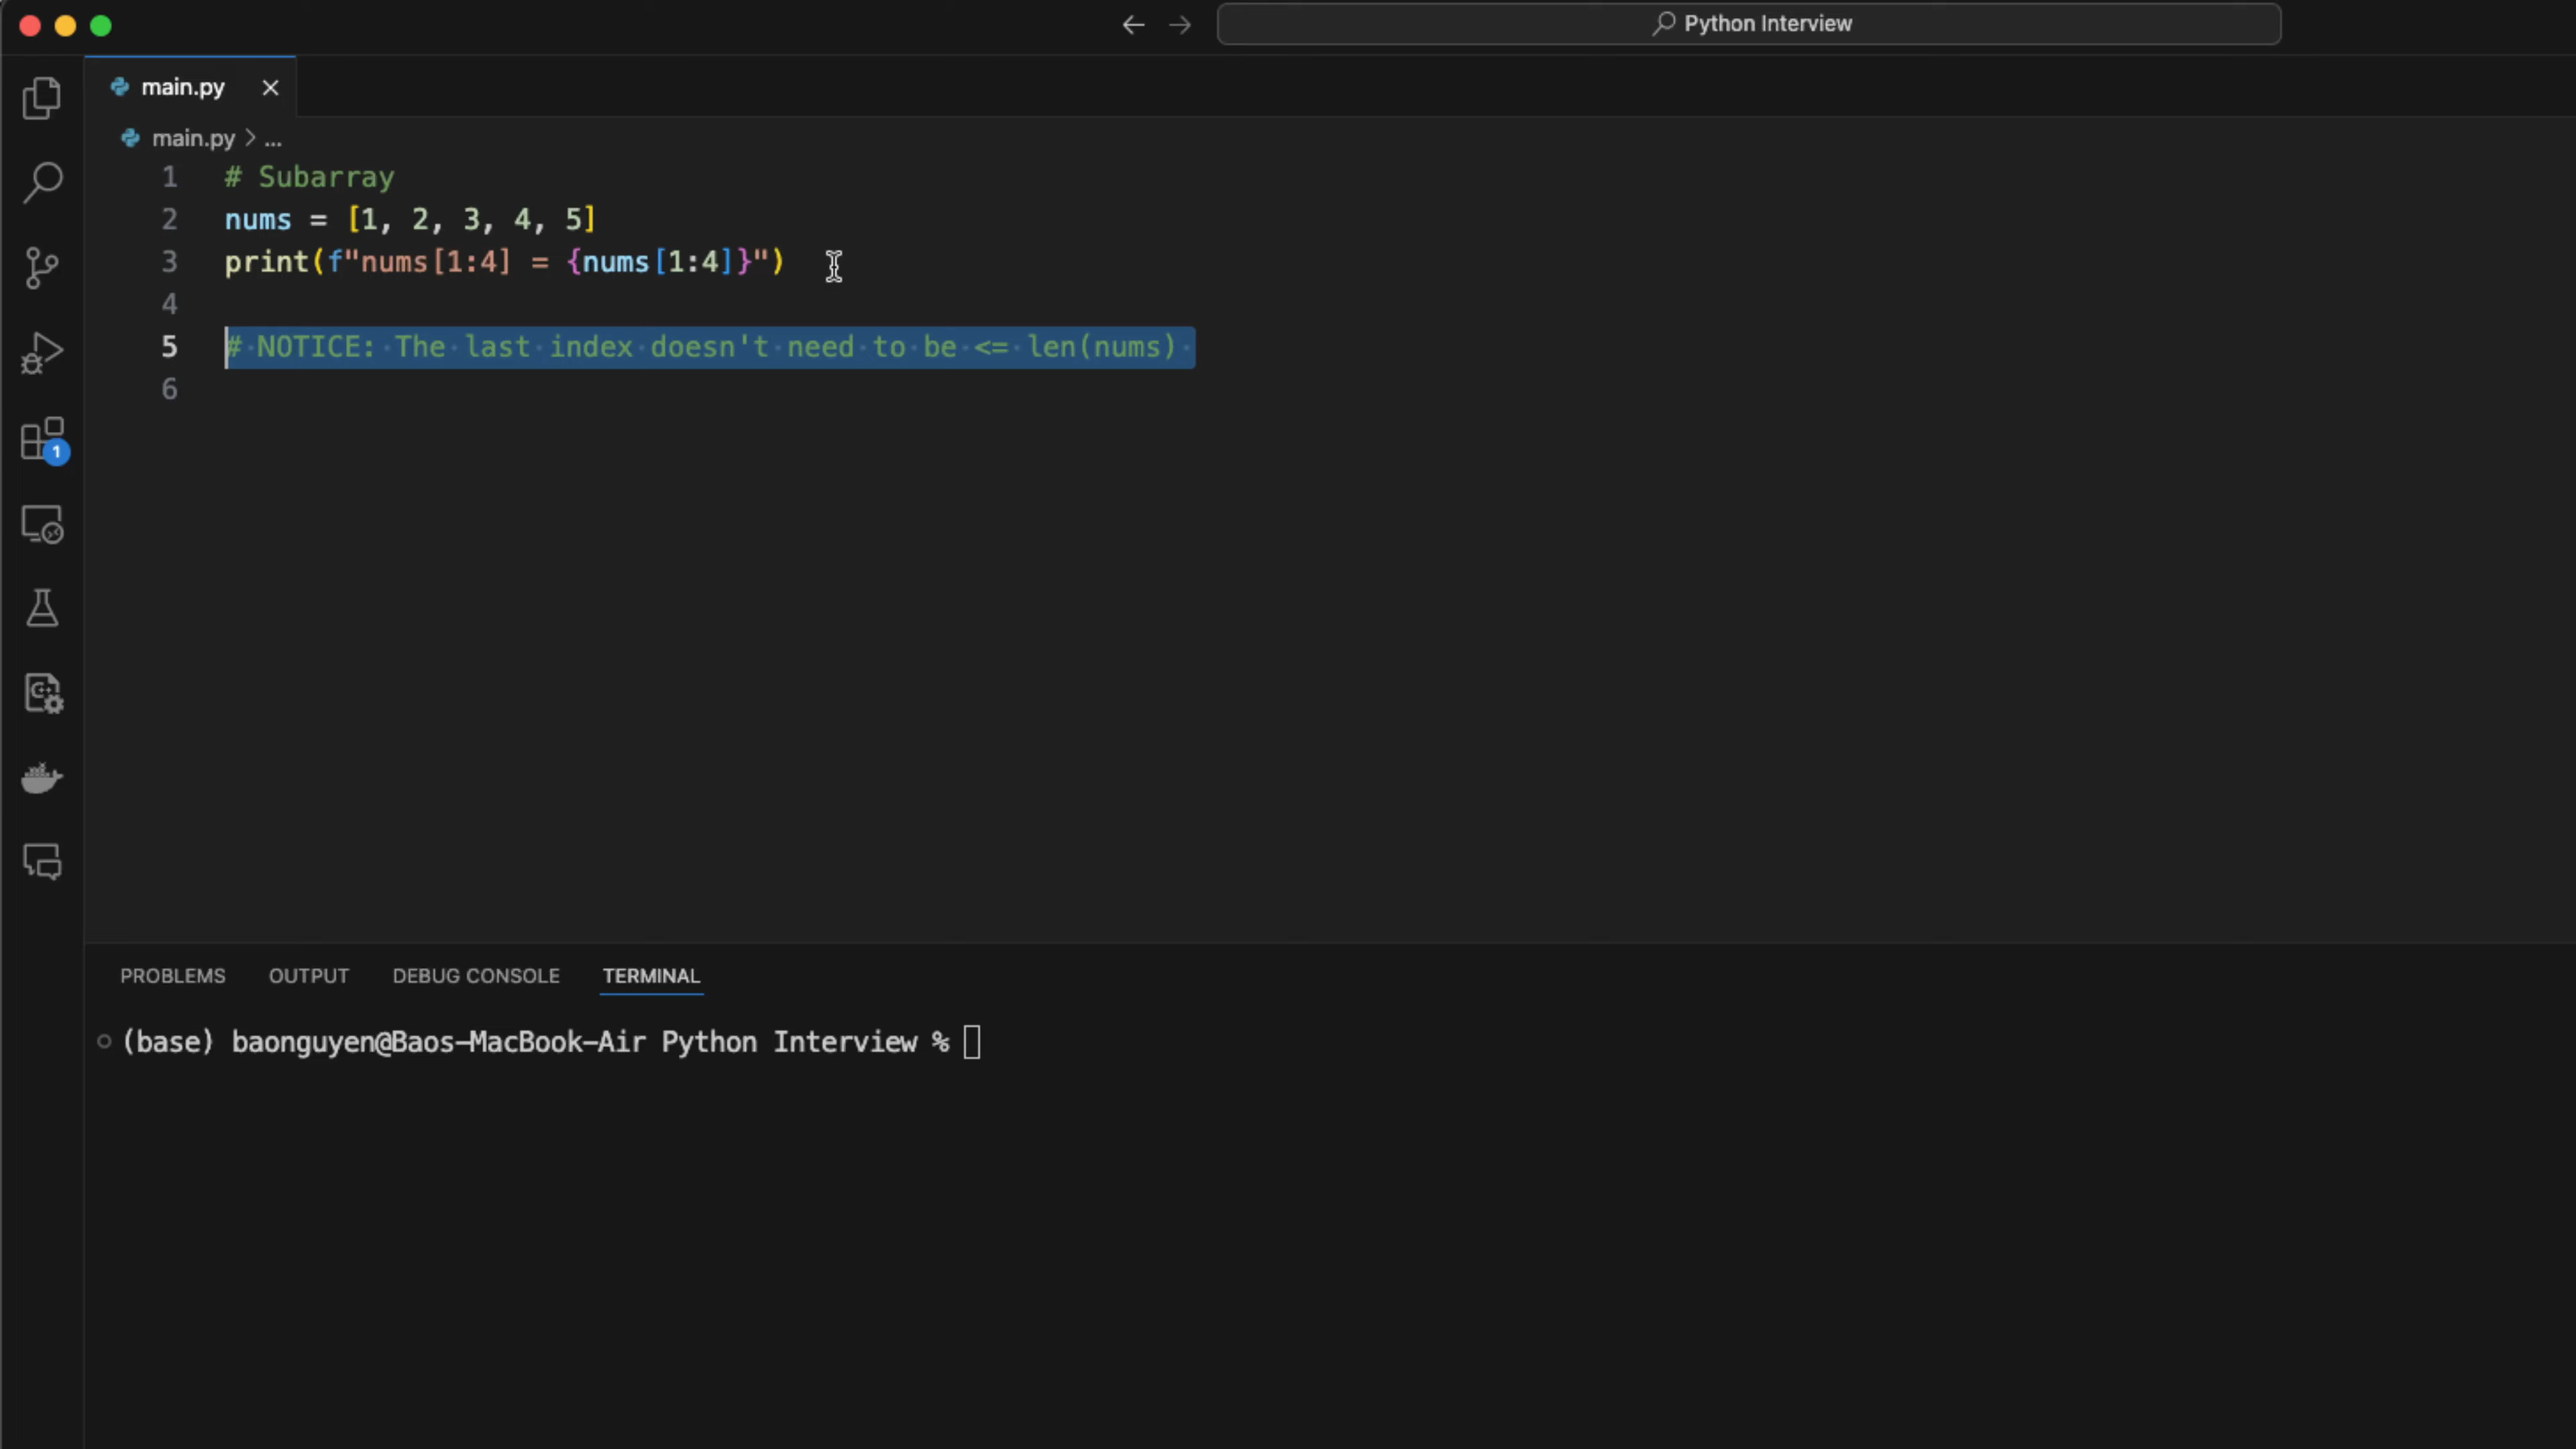 Python Interview
main.py
main.py > ...
1 # Subarray
2 nums = [1, 2, 3, 4, 5]
3 print(f"nums[1:4] = {nums[1:4]}")
4
5 # NOTICE: The last index doesn't need to be <= len(nums)
6
1
PROBLEMS OUTPUT DEBUG CONSOLE TERMINAL
(base) baonguyen@Baos-MacBook-Air Python Interview %